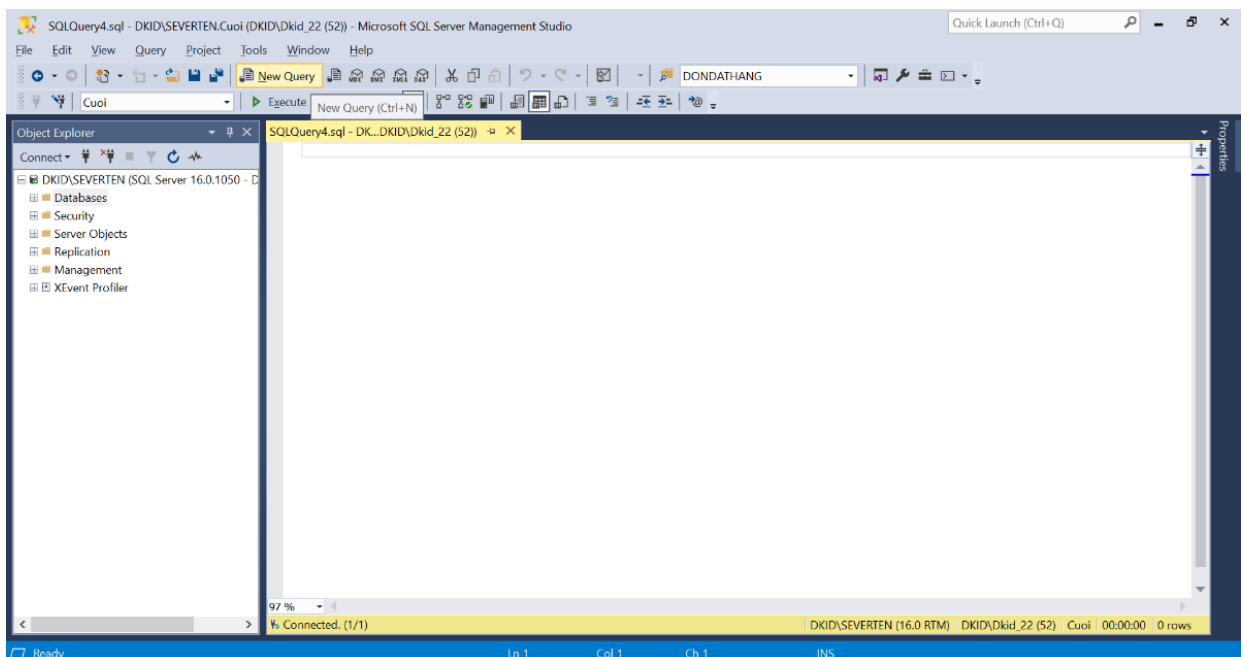 SQLQuery4.sql - DKID\SEVERTEN.Cuoi (DKID\Dkid_22 (52)) - Microsoft SQL Server Management Studio
Quick Launch (Ctrl+Q)
File Edit View Query Project Tools Window Help
New Query MDX DMX XMLA DAX DONDATHANG
Cuoi Execute
New Query (Ctrl+N)
Object Explorer
SQLQuery4.sql - DK...DKID\Dkid_22 (52))
Properties
Connect
DKID\SEVERTEN (SQL Server 16.0.1050 - D
Databases
Security
Server Objects
Replication
Management
XEvent Profiler
97 %
Connected. (1/1) DKID\SEVERTEN (16.0 RTM) DKID\Dkid_22 (52) Cuoi 00:00:00 0 rows
Ready Ln 1 Col 1 Ch 1 INS